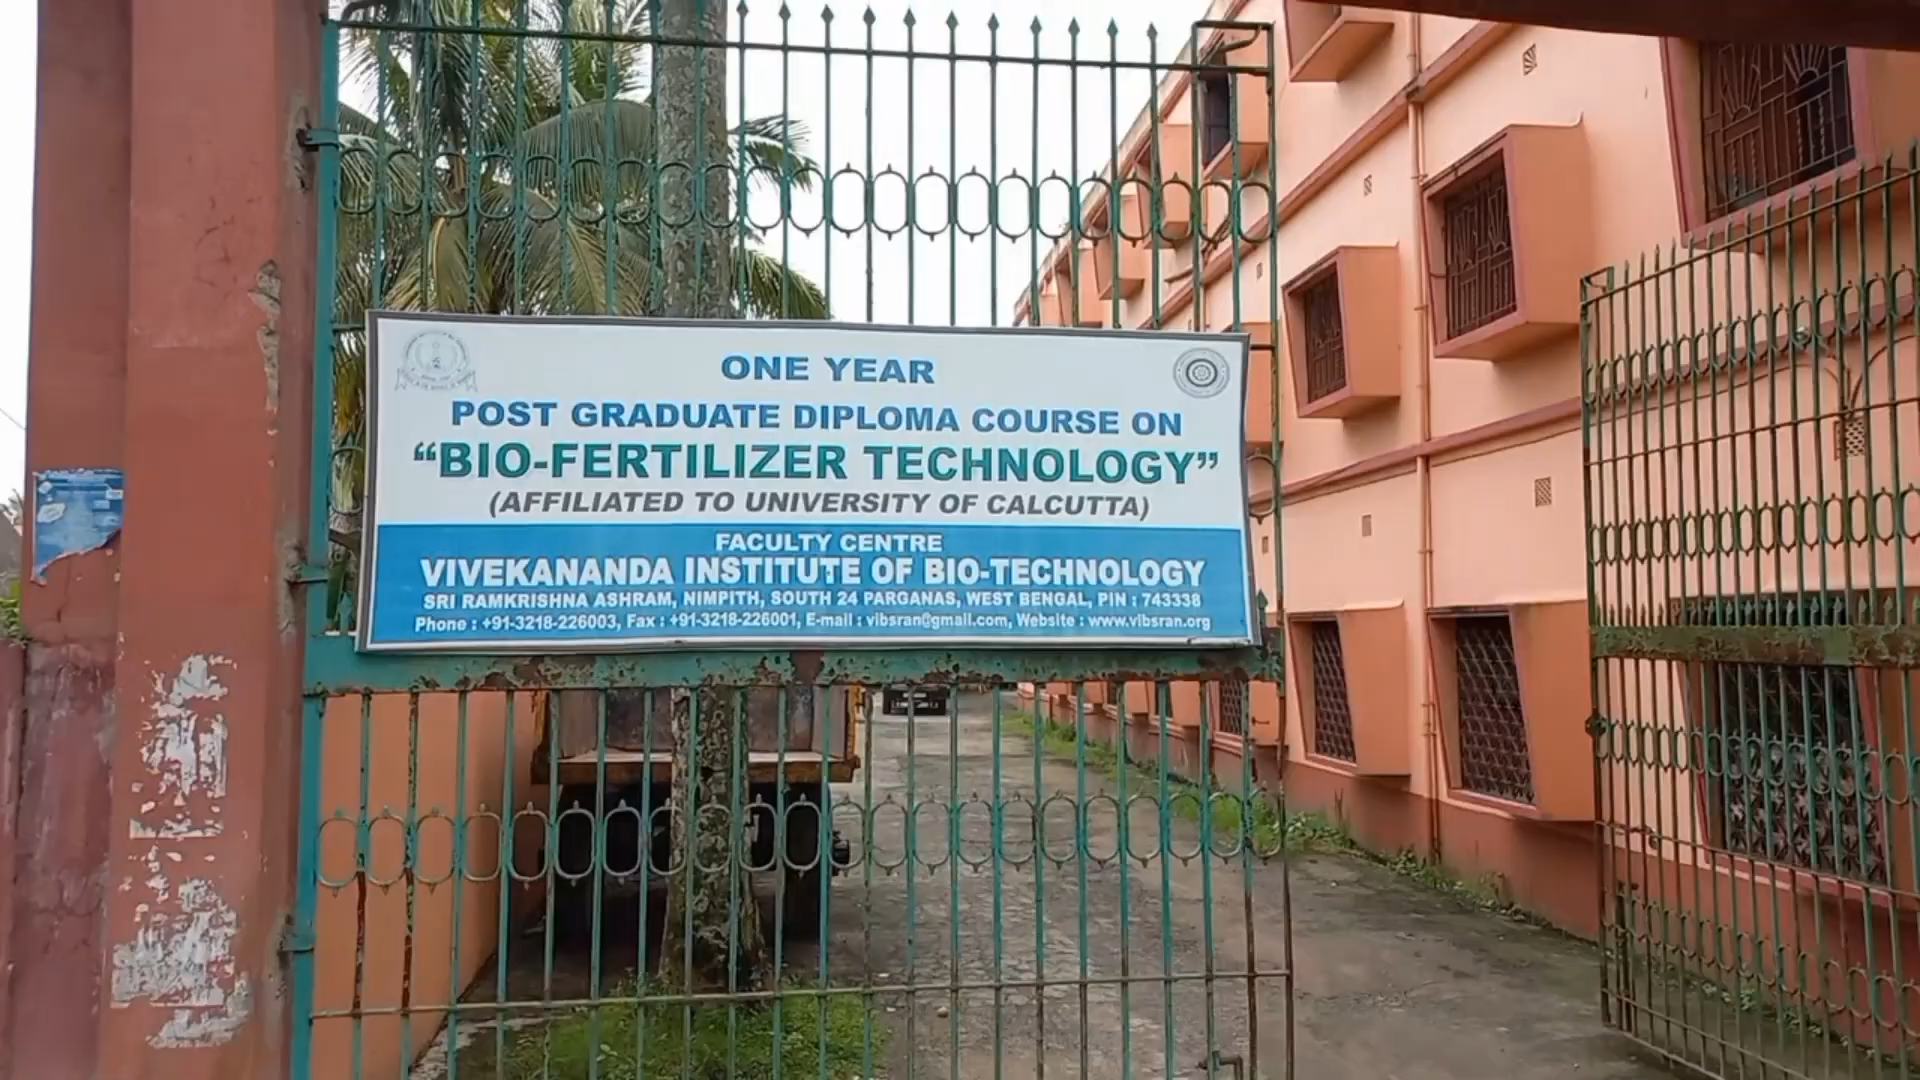 ONE YEAR
POST GRADUATE DIPLOMA COURSE ON
“BIO-FERTILIZER TECHNOLOGY”
(AFFILIATED TO UNIVERSITY OF CALCUTTA)
FACULTY CENTRE
VIVEKANANDA INSTITUTE OF BIO-TECHNOLOGY
SRI RAMKRISHNA ASHRAM, NIMPITH, SOUTH 24 PARGANAS, WEST BENGAL, PIN : 743338
Phone : +91-3218-226003, Fax : +91-3218-226001, E-mail : vibsran@gmail.com, Website : www.vibsran.org